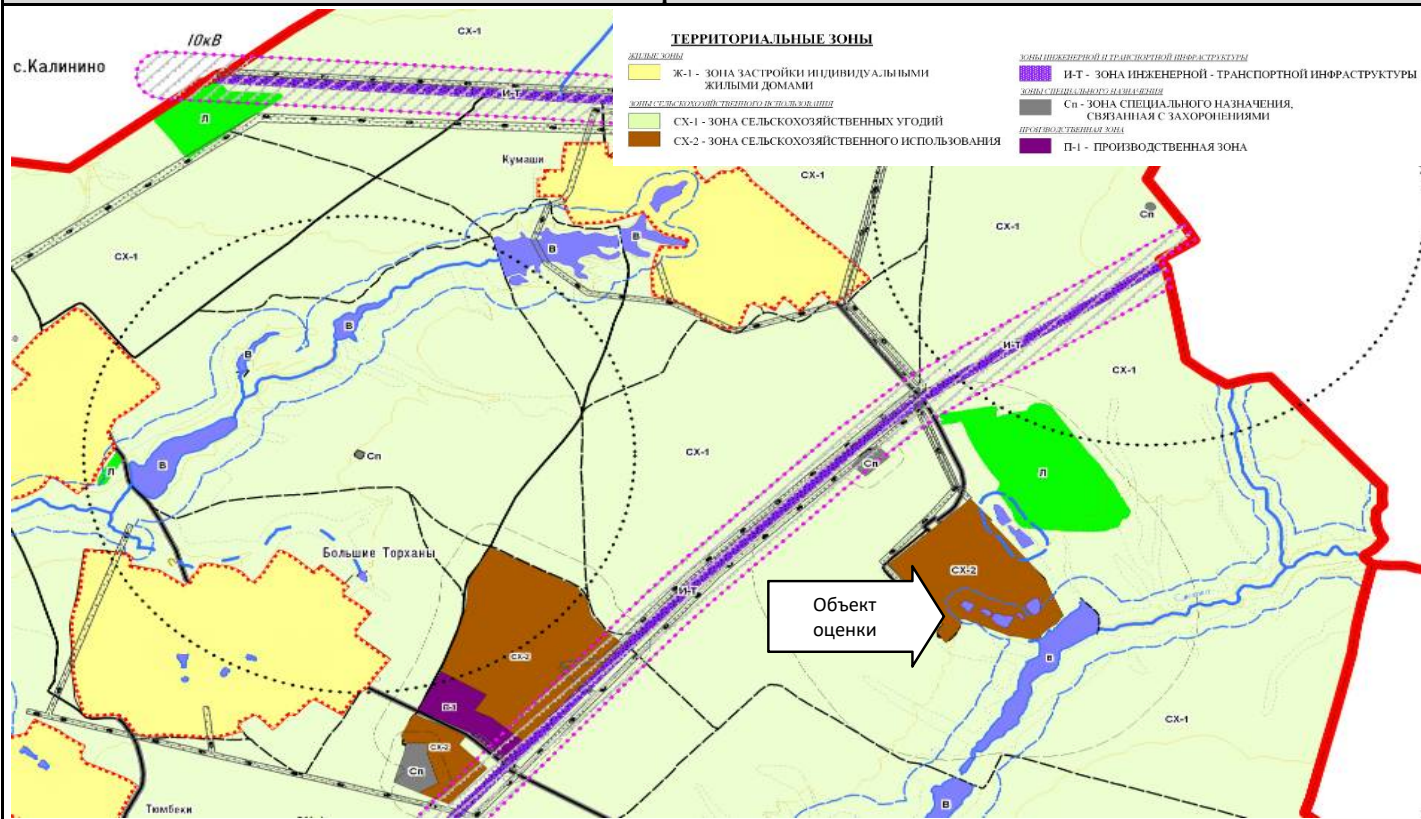 10кВ
с.Калинино
СХ-1
И-Т
Л
ТЕРРИТОРИАЛЬНЫЕ ЗОНЫ
ЖИЛЫЕ ЗОНЫ
Ж-1 - ЗОНА ЗАСТРОЙКИ ИНДИВИДУАЛЬНЫМИ
ЖИЛЫМИ ДОМАМИ
ЗОНЫ СЕЛЬСКОХОЗЯЙСТВЕННОГО ИСПОЛЬЗОВАНИЯ
СХ-1 - ЗОНА СЕЛЬСКОХОЗЯЙСТВЕННЫХ УГОДИЙ
СХ-2 - ЗОНА СЕЛЬСКОХОЗЯЙСТВЕННОГО ИСПОЛЬЗОВАНИЯ
ЗОНЫ ИНЖЕНЕРНОЙ И ТРАНСПОРТНОЙ ИНФРАСТРУКТУРЫ
И-Т - ЗОНА ИНЖЕНЕРНОЙ - ТРАНСПОРТНОЙ ИНФРАСТРУКТУРЫ
ЗОНЫ СПЕЦИАЛЬНОГО НАЗНАЧЕНИЯ
Сп - ЗОНА СПЕЦИАЛЬНОГО НАЗНАЧЕНИЯ,
СВЯЗАННАЯ С ЗАХОРОНЕНИЯМИ
ПРОИЗВОДСТВЕННАЯ ЗОНА
П-1 - ПРОИЗВОДСТВЕННАЯ ЗОНА
Кумаши
СХ-1
Сп
СХ-1
СХ-1
В
В
В
В
И-Т
СХ-1
Сп
СХ-1
Сп
В
Л
Л
Большие Торханы
СХ-2
И-Т
Объект
оценки
СХ-2
В
СХ-2
П-1
СХ-1
СХ-2
Сп
В
Тюмбеки